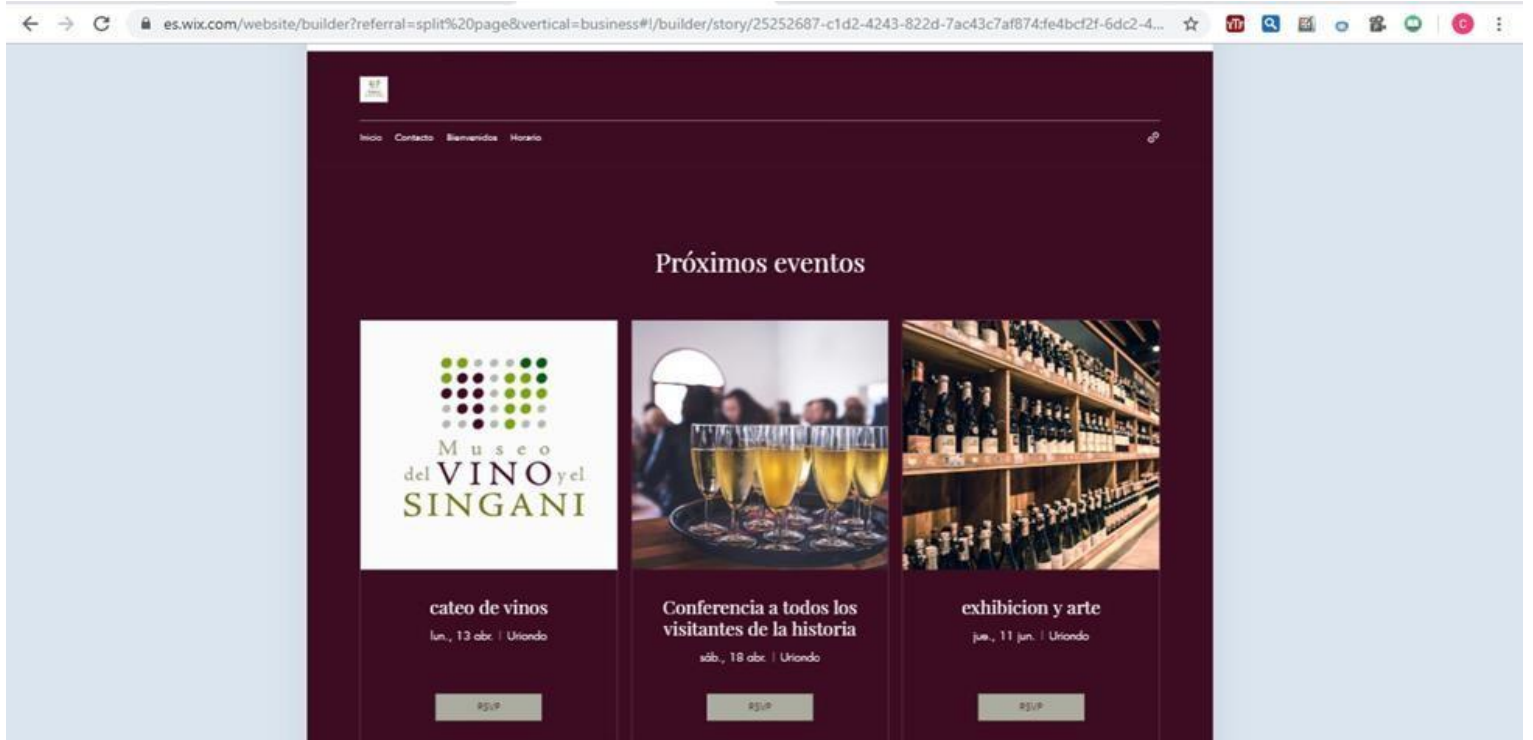 es.wix.com/website/builder?referral=split%20page&vertical=business#!/builder/story/25252687-c1d2-4243-822d-7ac43c7af874:fe4bcf2f-6dc2-4...
C
Inicio Contacto Bienvenidos Horario
Próximos eventos
Museo
del VINO y el
SINGANI
cateo de vinos
lun., 13 abr. | Uriondo
RSVP
Conferencia a todos los
visitantes de la historia
sáb., 18 abr. | Uriondo
RSVP
exhibicion y arte
jue., 11 jun. | Uriondo
RSVP